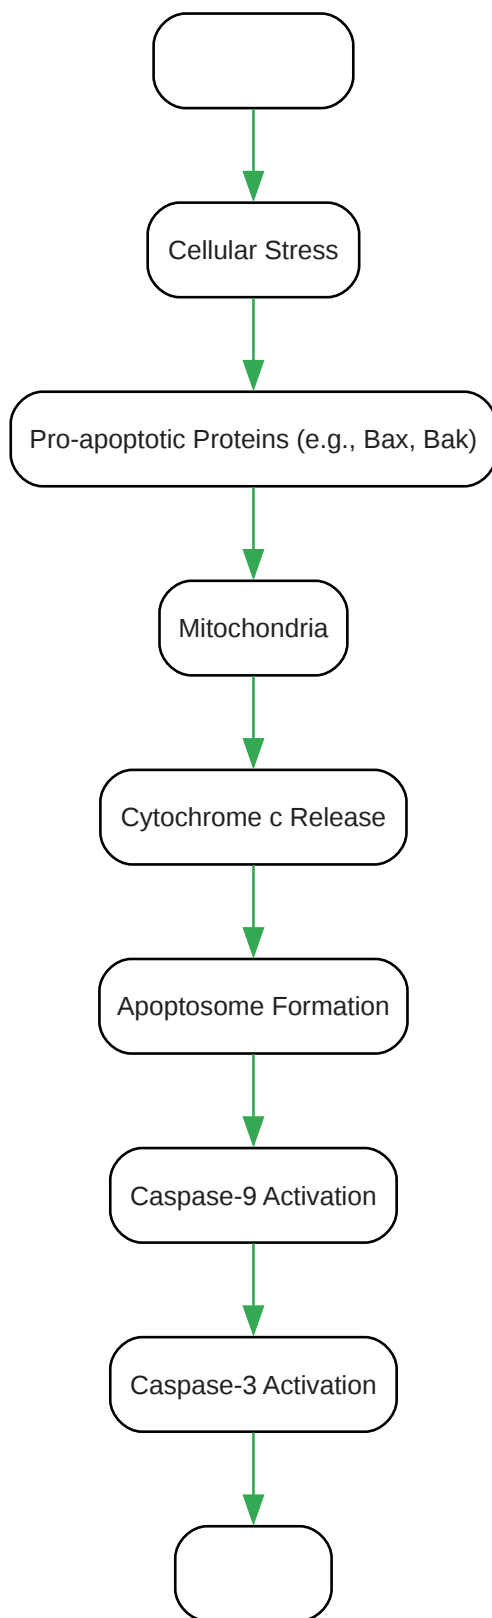 Cellular Stress
Pro-apoptotic Proteins (e.g., Bax, Bak)
Mitochondria
Cytochrome c Release
Apoptosome Formation
Caspase-9 Activation
Caspase-3 Activation